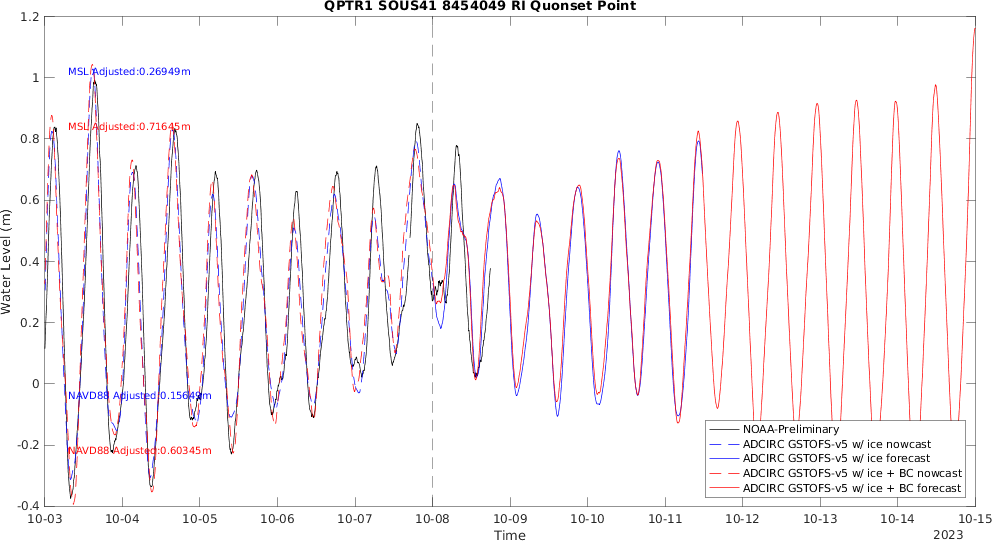 QPTR1 SOUS41 8454049 RI Quonset Point
1.2
1
0.8
0.6
0.4
0.2
0
-0.2
-0.4
Water Level (m)
MSL Adjusted:0.26949m
MSL Adjusted:0.71645m
NAVD88 Adjusted:0.15649m
NAVD88 Adjusted:0.60345m
NOAA-Preliminary
ADCIRC GSTOFS-v5 w/ ice nowcast
ADCIRC GSTOFS-v5 w/ ice forecast
ADCIRC GSTOFS-v5 w/ ice + BC nowcast
ADCIRC GSTOFS-v5 w/ ice + BC forecast
10-03 10-04 10-05 10-06 10-07 10-08 10-09 10-10 10-11 10-12 10-13 10-14 10-15
Time
2023